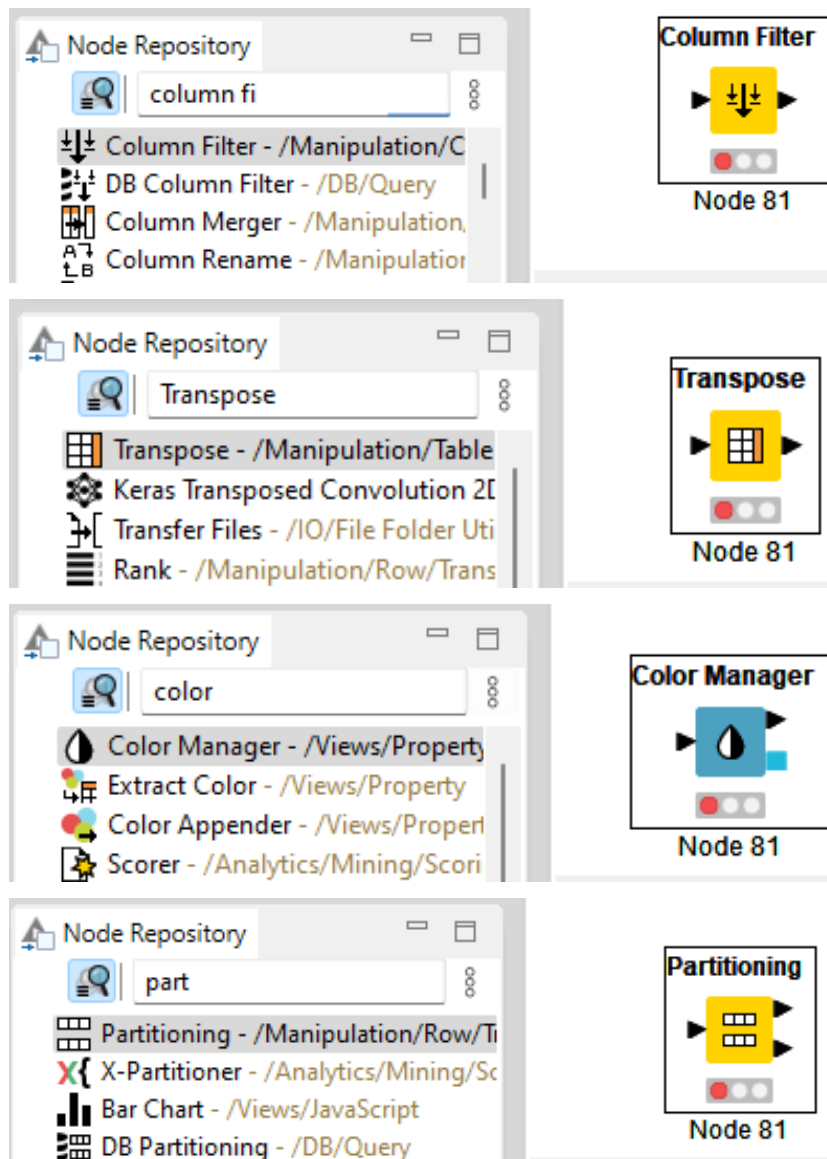 Node Repository
column fi
Column Filter - /Manipulation/C
DB Column Filter - /DB/Query
Column Merger - /Manipulation,
Column Rename - /Manipulation
Column Filter
Node 81
Node Repository
Transpose
Transpose - /Manipulation/Table
Keras Transposed Convolution 2D
Transfer Files - /IO/File Folder Uti
Rank - /Manipulation/Row/Trans
Transpose
Node 81
Node Repository
color
Color Manager - /Views/Property
Extract Color - /Views/Property
Color Appender - /Views/Propert
Scorer - /Analytics/Mining/Scori
Color Manager
Node 81
Node Repository
part
Partitioning - /Manipulation/Row/Tr
X-Partitioner - /Analytics/Mining/Sc
Bar Chart - /Views/JavaScript
DB Partitioning - /DB/Query
Partitioning
Node 81